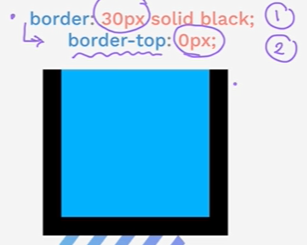 border: 30px solid black; 1
border-top: 0px; 2